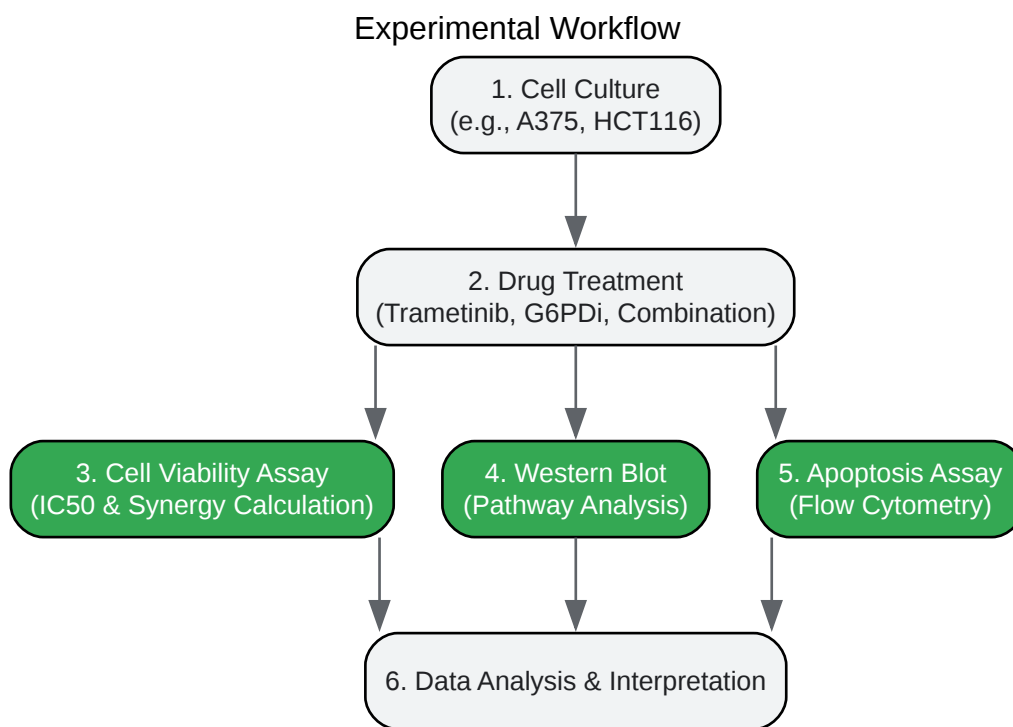 Experimental Workflow
1. Cell Culture
(e.g., A375, HCT116)
2. Drug Treatment
(Trametinib, G6PDi, Combination)
3. Cell Viability Assay
(IC50 & Synergy Calculation)
4. Western Blot
(Pathway Analysis)
5. Apoptosis Assay
(Flow Cytometry)
6. Data Analysis & Interpretation